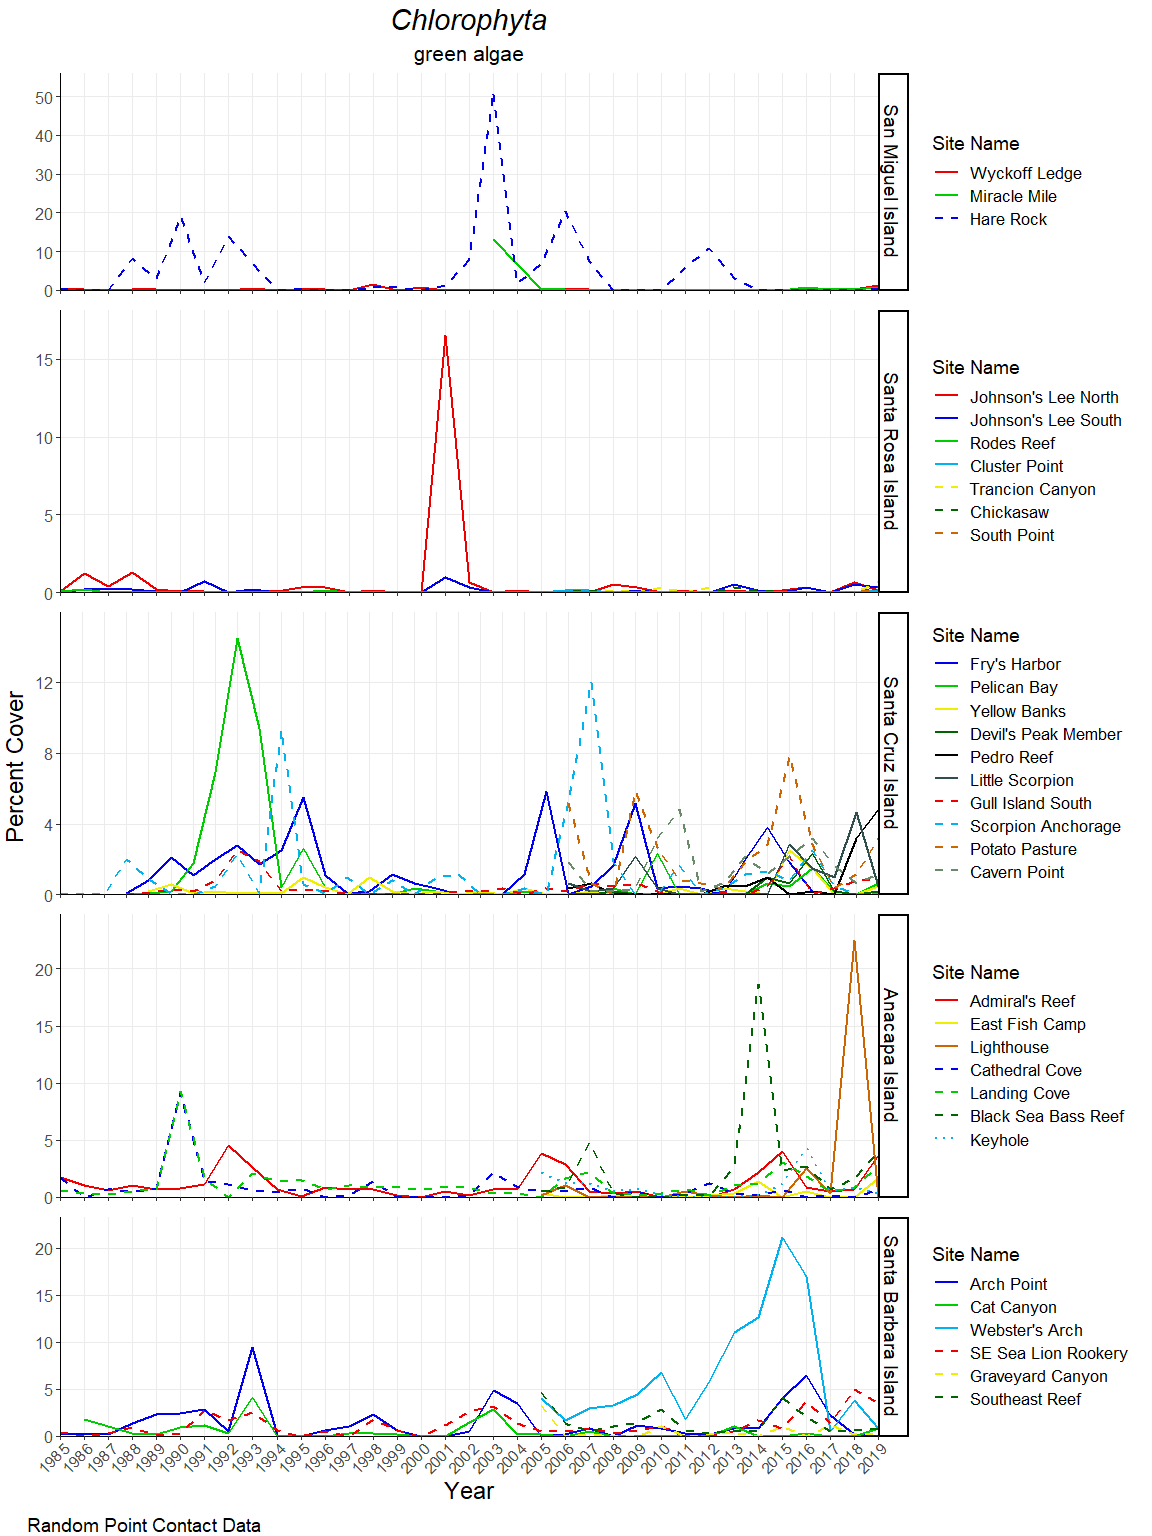 Chlorophyta
green algae
Percent Cover
50
40
30
20
10
0
San Miguel Island
Site Name
Wyckoff Ledge
Miracle Mile
Hare Rock
15
10
5
0
Santa Rosa Island
Site Name
Johnson's Lee North
Johnson's Lee South
Rodes Reef
Cluster Point
Trancion Canyon
Chickasaw
South Point
12
8
4
0
Santa Cruz Island
Site Name
Fry's Harbor
Pelican Bay
Yellow Banks
Devil's Peak Member
Pedro Reef
Little Scorpion
Gull Island South
Scorpion Anchorage
Potato Pasture
Cavern Point
20
15
10
5
0
Anacapa Island
Site Name
Admiral's Reef
East Fish Camp
Lighthouse
Cathedral Cove
Landing Cove
Black Sea Bass Reef
Keyhole
20
15
10
5
0
Santa Barbara Island
Site Name
Arch Point
Cat Canyon
Webster's Arch
SE Sea Lion Rookery
Graveyard Canyon
Southeast Reef
1985 1986 1987 1988 1989 1990 1991 1992 1993 1994 1995 1996 1997 1998 1999 2000 2001 2002 2003 2004 2005 2006 2007 2008 2009 2010 2011 2012 2013 2014 2015 2016 2017 2018 2019
Year
Random Point Contact Data